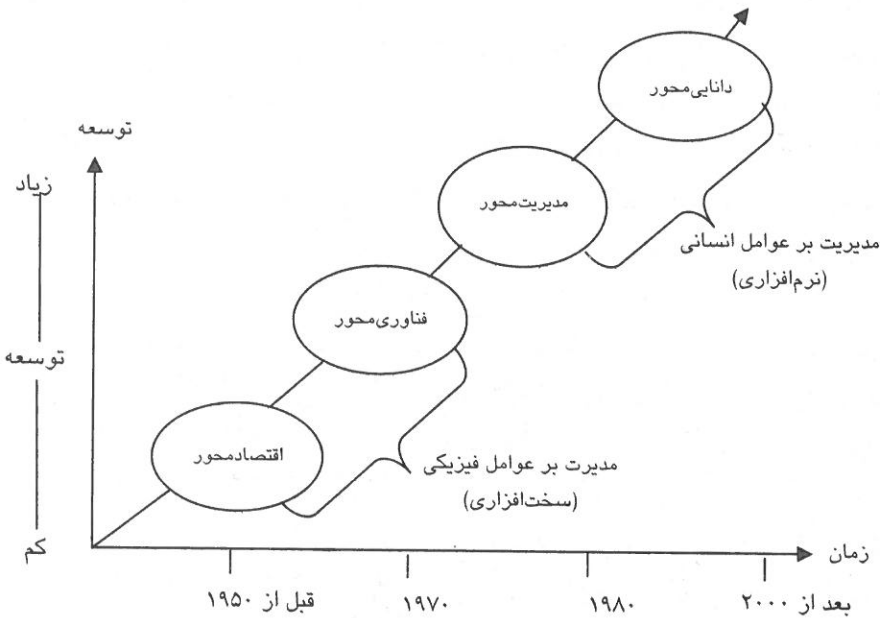 دانایی‌محور
توسعه
زیاد
مدیریت‌محور
مدیریت بر عوامل انسانی
(نرم‌افزاری)
فناوری‌محور
توسعه
اقتصادمحور
مدیرت بر عوامل فیزیکی
(سخت‌افزاری)
کم
زمان
قبل از ۱۹۵۰
۱۹۷۰
۱۹۸۰
بعد از ۲۰۰۰